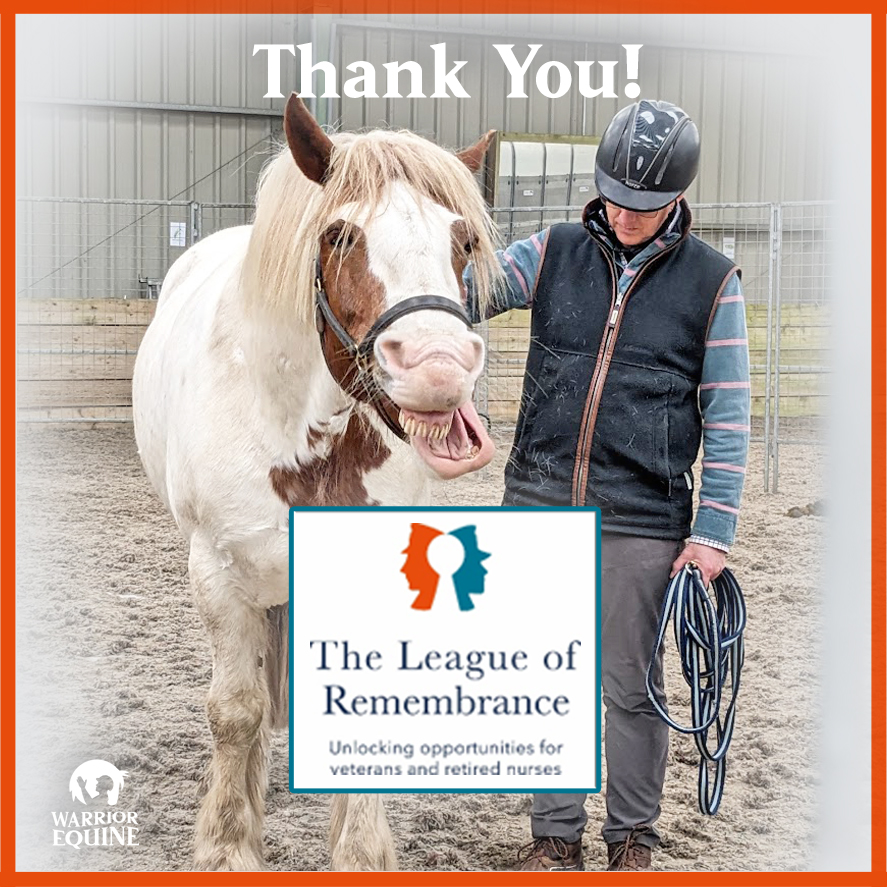 Thank You!
The League of
Remembrance
Unlocking opportunities for
veterans and retired nurses
WARRIOR
EQUINE